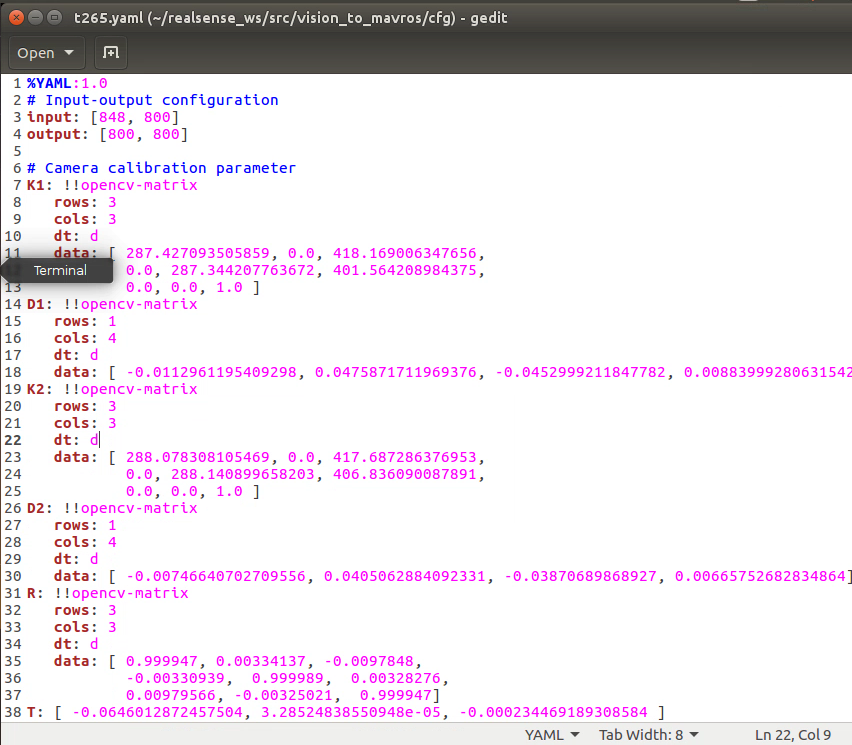 t265.yaml (~/realsense_ws/src/vision_to_mavros/cfg) - gedit
Open
1 %YAML:1.0
2 # Input-output configuration
3 input: [848, 800]
4 output: [800, 800]
5
6 # Camera calibration parameter
7 K1: !!opencv-matrix
8 rows: 3
9 cols: 3
10 dt: d
11 data: [ 287.427093505859, 0.0, 418.169006347656,
Terminal
12 0.0, 287.344207763672, 401.564208984375,
13 0.0, 0.0, 1.0 ]
14 D1: !!opencv-matrix
15 rows: 1
16 cols: 4
17 dt: d
18 data: [ -0.0112961195409298, 0.0475871711969376, -0.0452999211847782, 0.00883999280631542
19 K2: !!opencv-matrix
20 rows: 3
21 cols: 3
22 dt: d
23 data: [ 288.078308105469, 0.0, 417.687286376953,
24 0.0, 288.140899658203, 406.836090087891,
25 0.0, 0.0, 1.0 ]
26 D2: !!opencv-matrix
27 rows: 1
28 cols: 4
29 dt: d
30 data: [ -0.00746640702709556, 0.0405062884092331, -0.03870689868927, 0.00665752682834864]
31 R: !!opencv-matrix
32 rows: 3
33 cols: 3
34 dt: d
35 data: [ 0.999947, 0.00334137, -0.0097848,
36 -0.00330939, 0.999989, 0.00328276,
37 0.00979566, -0.00325021, 0.999947]
38 T: [ -0.0646012872457504, 3.28524838550948e-05, -0.000234469189308584 ]
YAML Tab Width: 8 Ln 22, Col 9